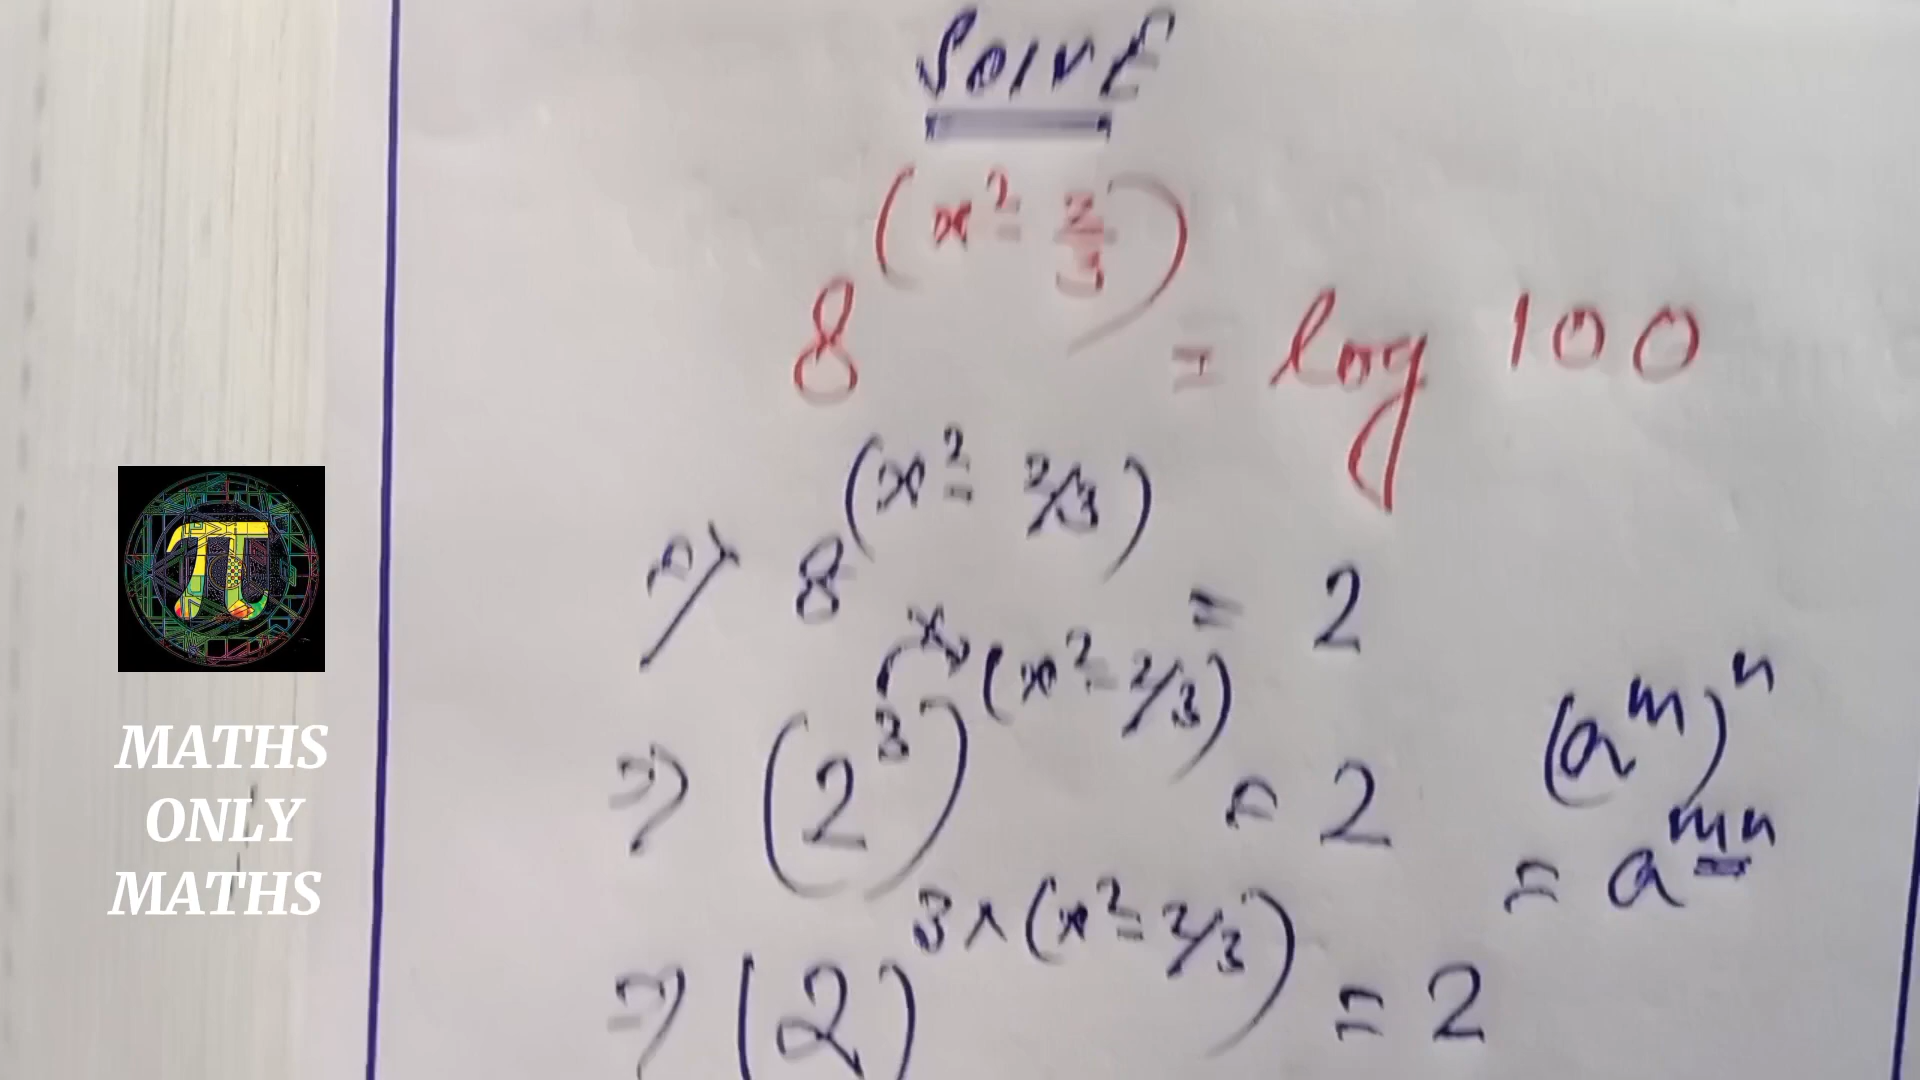 SOLVE
8^(x² - 2/3) = log 100
⇒ 8^(x² - 2/3) = 2
⇒ (2³)^(x² - 2/3) = 2
×
(a^m)^n
= a^mn
⇒ (2)^3×(x² - 2/3) = 2
MATHS
ONLY
MATHS